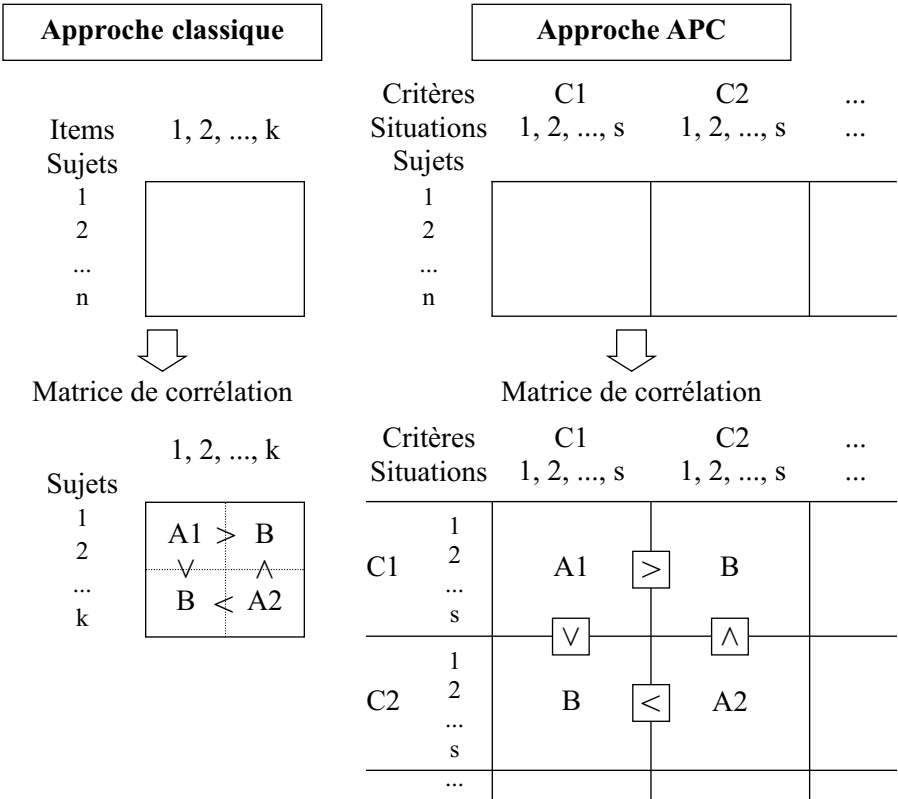 Approche classique
Items 1, 2, ..., k
Sujets
1
2
...
n
Matrice de corrélation
1, 2, ..., k
Sujets
1
2
...
k
A1 > B
∨ ∧
B < A2
Approche APC
Critères C1 C2 ...
Situations 1, 2, ..., s 1, 2, ..., s ...
Sujets
1
2
...
n
Matrice de corrélation
Critères C1 C2 ...
Situations 1, 2, ..., s 1, 2, ..., s ...
1
2
C1 A1 > B
...
s
∨ ∧
1
2
C2 B < A2
...
s
...